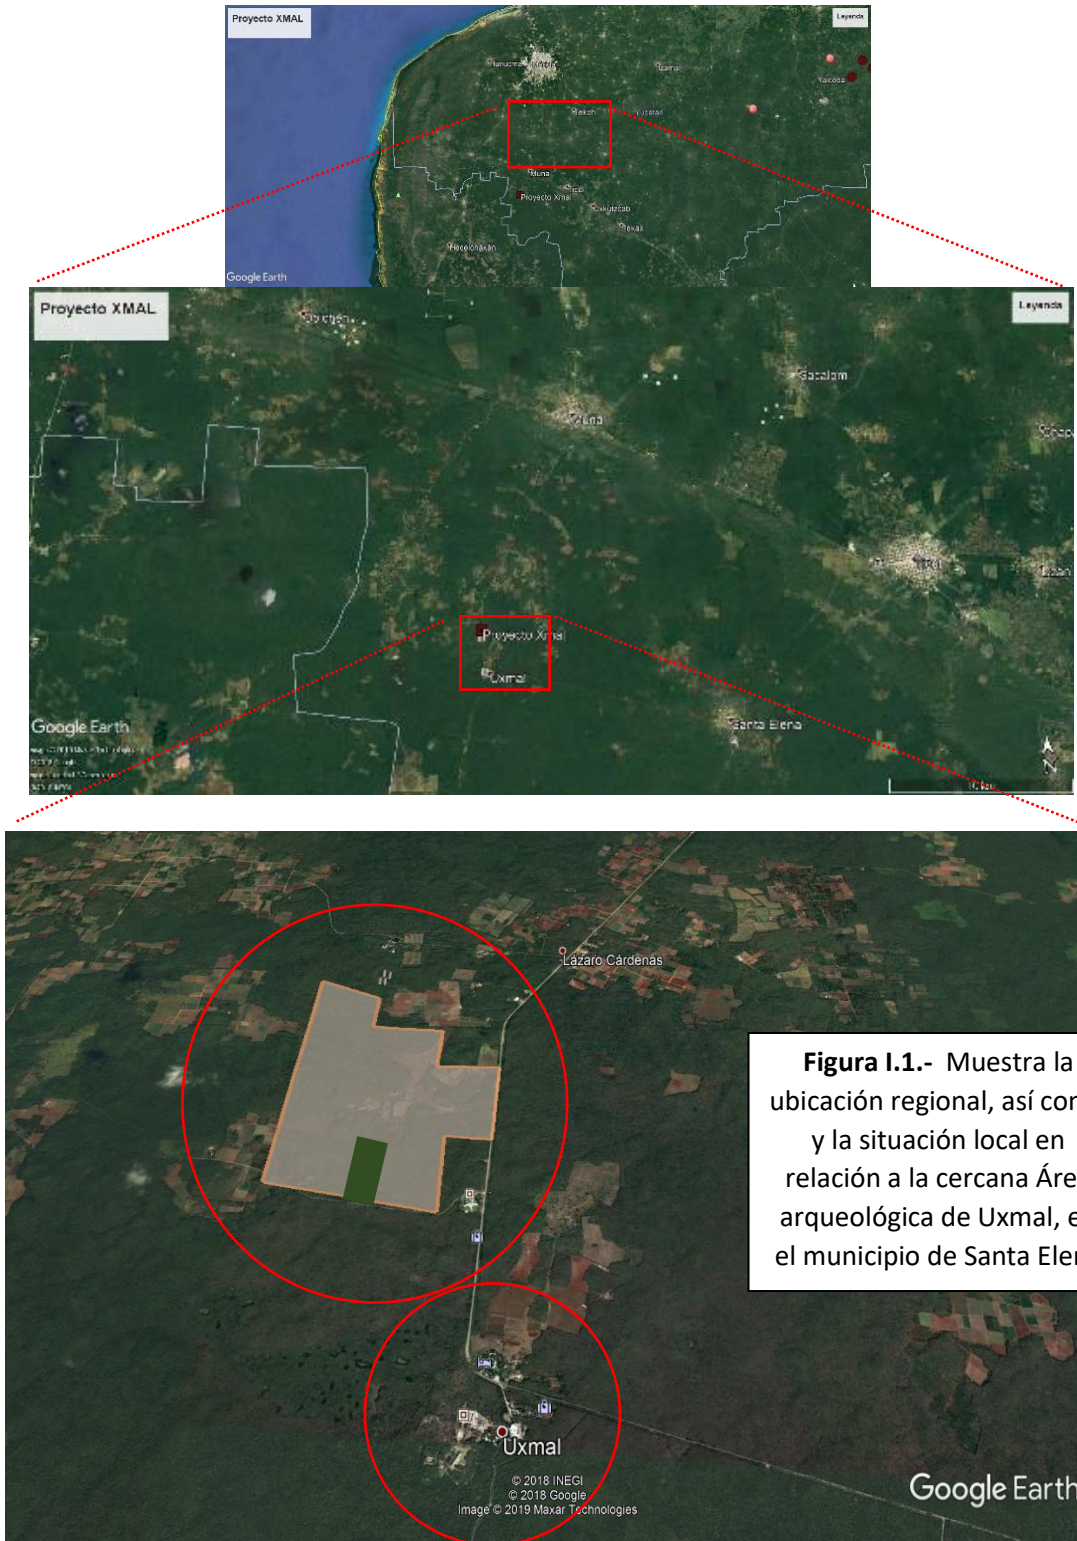 Proyecto XMAL
Leyenda
Izamal
Yucatán
Muna
Ticul
Proyecto Xmal
Oxkutzcab
Tekax
Hecelchakán
Google Earth
Proyecto XMAL
Leyenda
Muna
Sacalum
Ticul
Proyecto Xmal
Uxmal
Santa Elena
Google Earth
N
Lázaro Cárdenas
Figura I.1.- Muestra la
ubicación regional, así con
y la situación local en
relación a la cercana Áre
arqueológica de Uxmal, e
el municipio de Santa Eler
Uxmal
© 2018 INEGI
© 2018 Google
Image © 2019 Maxar Technologies
Google Earth